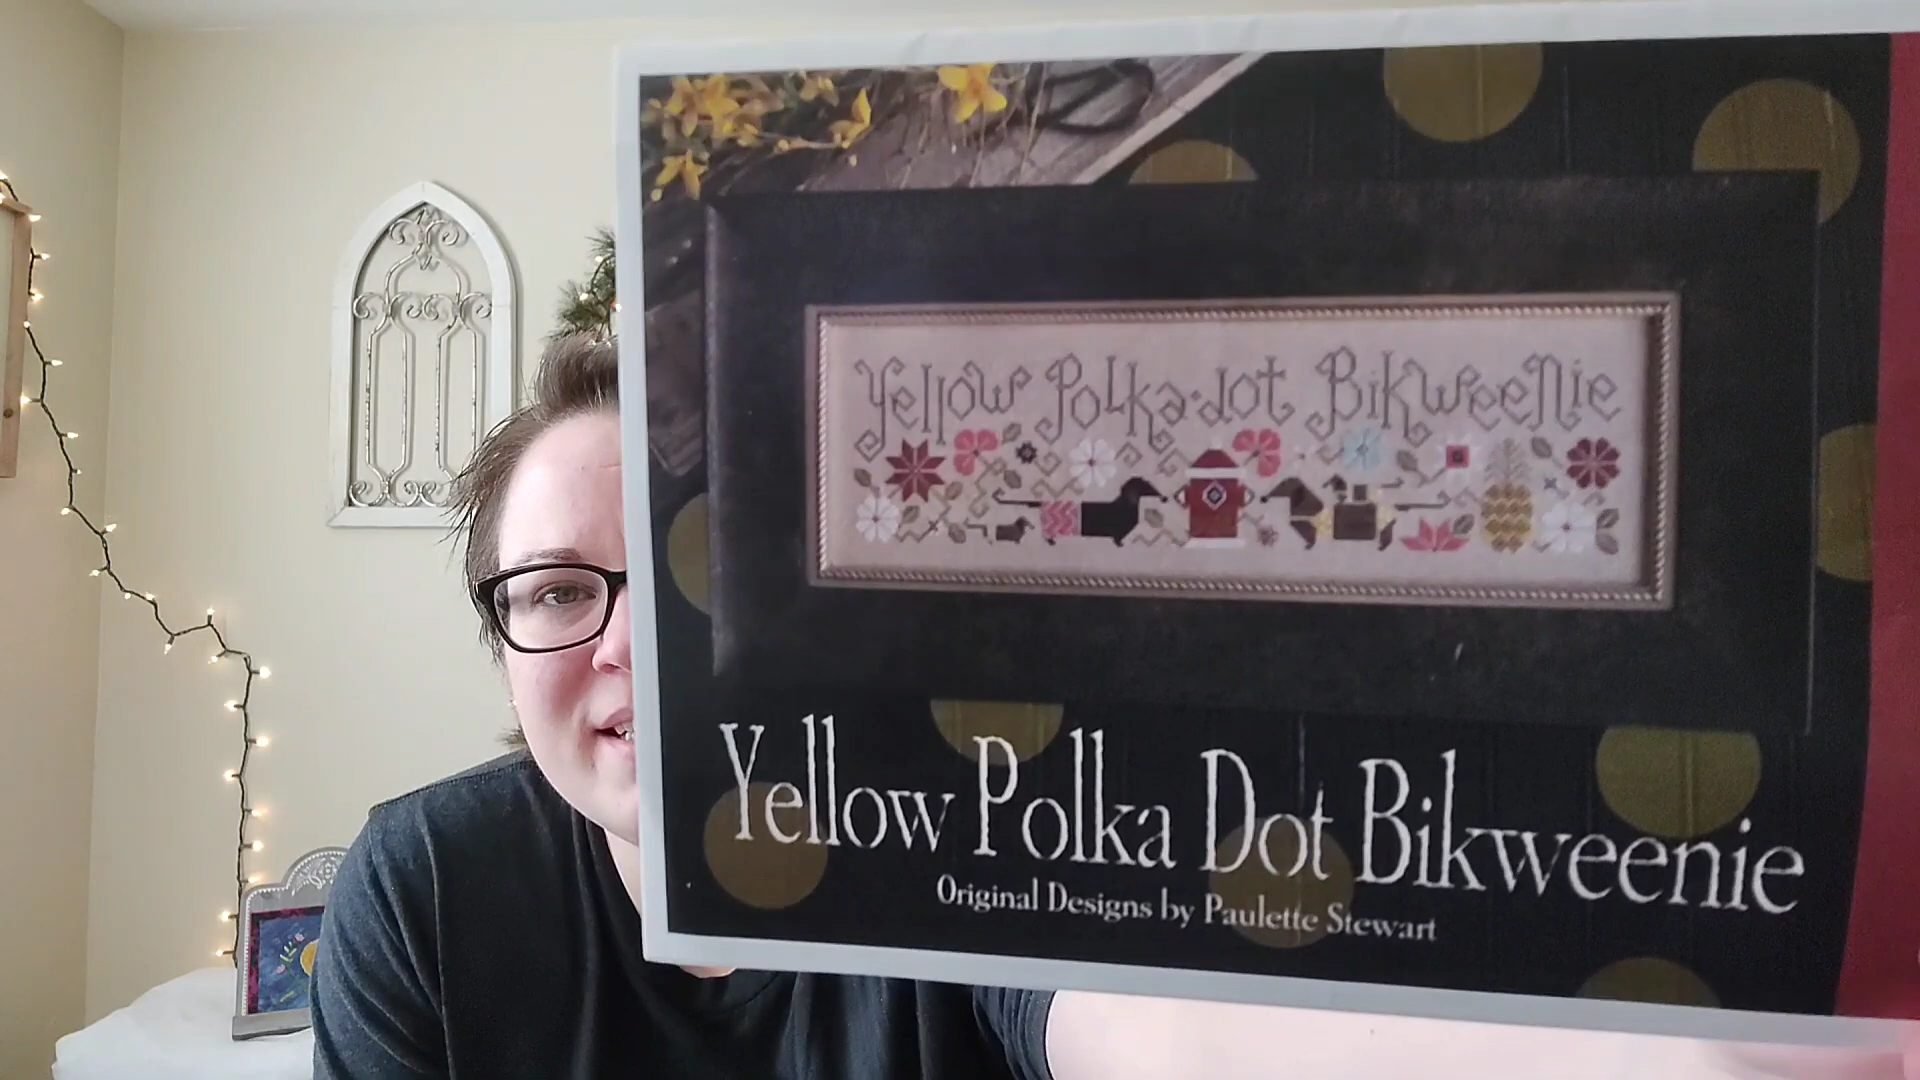 Yellow Polka-dot BikweeNie
Yellow Polka Dot Bikweenie
Original Designs by Paulette Stewart